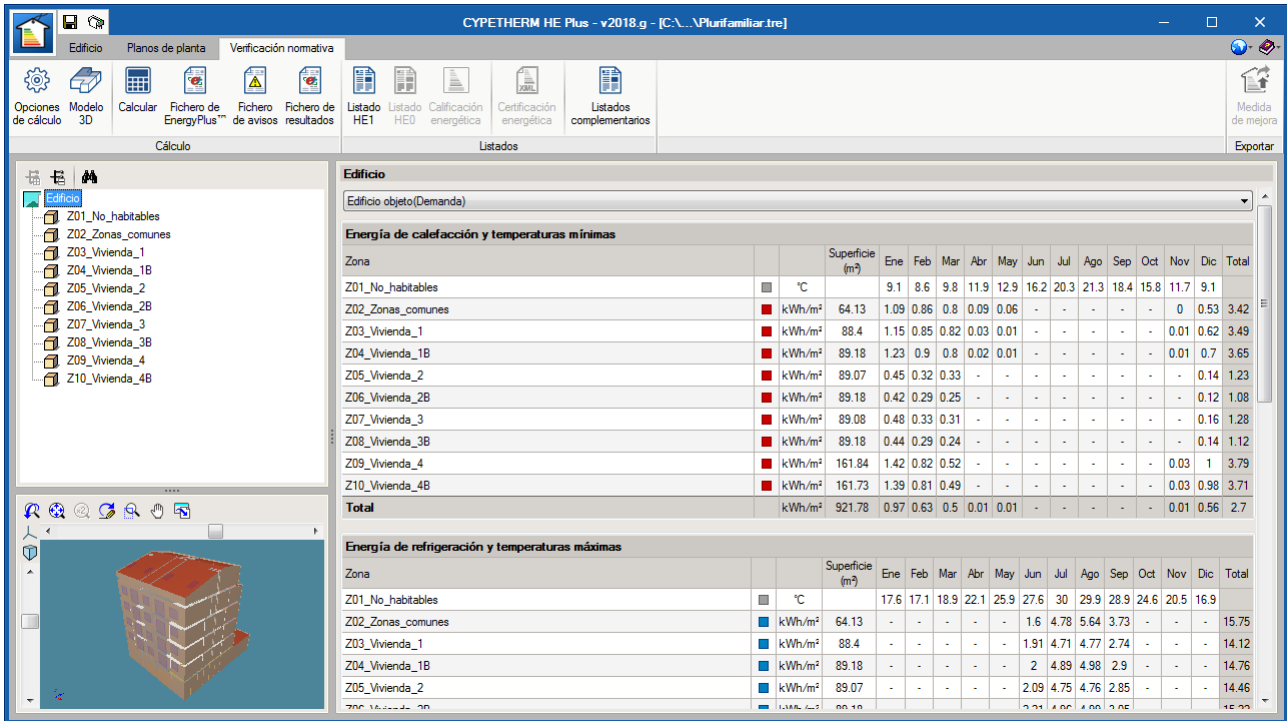 CYPETHERM HE Plus - v2018.g - [C:\...\Plurifamiliar.tre]
Edificio Planos de planta Verificación normativa
Opciones de cálculo
Modelo 3D
Calcular
Fichero de EnergyPlus™
Fichero de avisos
Fichero de resultados
Listado HE1
Listado HE0
Calificación energética
XML
Certificación energética
Listados complementarios
Medida de mejora
Cálculo Listados Exportar
Edificio
Z01_No_habitables
Z02_Zonas_comunes
Z03_Vivienda_1
Z04_Vivienda_1B
Z05_Vivienda_2
Z06_Vivienda_2B
Z07_Vivienda_3
Z08_Vivienda_3B
Z09_Vivienda_4
Z10_Vivienda_4B
Edificio
Edificio objeto(Demanda)
Energía de calefacción y temperaturas mínimas
Zona Superficie (m²) Ene Feb Mar Abr May Jun Jul Ago Sep Oct Nov Dic Total
Z01_No_habitables °C 9.1 8.6 9.8 11.9 12.9 16.2 20.3 21.3 18.4 15.8 11.7 9.1
Z02_Zonas_comunes kWh/m² 64.13 1.09 0.86 0.8 0.09 0.06 - - - - - 0 0.53 3.42
Z03_Vivienda_1 kWh/m² 88.4 1.15 0.85 0.82 0.03 0.01 - - - - - 0.01 0.62 3.49
Z04_Vivienda_1B kWh/m² 89.18 1.23 0.9 0.8 0.02 0.01 - - - - - 0.01 0.7 3.65
Z05_Vivienda_2 kWh/m² 89.07 0.45 0.32 0.33 - - - - - - - - 0.14 1.23
Z06_Vivienda_2B kWh/m² 89.18 0.42 0.29 0.25 - - - - - - - - 0.12 1.08
Z07_Vivienda_3 kWh/m² 89.08 0.48 0.33 0.31 - - - - - - - - 0.16 1.28
Z08_Vivienda_3B kWh/m² 89.18 0.44 0.29 0.24 - - - - - - - - 0.14 1.12
Z09_Vivienda_4 kWh/m² 161.84 1.42 0.82 0.52 - - - - - - - 0.03 1 3.79
Z10_Vivienda_4B kWh/m² 161.73 1.39 0.81 0.49 - - - - - - - 0.03 0.98 3.71
Total kWh/m² 921.78 0.97 0.63 0.5 0.01 0.01 - - - - - 0.01 0.56 2.7
Energía de refrigeración y temperaturas máximas
Zona Superficie (m²) Ene Feb Mar Abr May Jun Jul Ago Sep Oct Nov Dic Total
Z01_No_habitables °C 17.6 17.1 18.9 22.1 25.9 27.6 30 29.9 28.9 24.6 20.5 16.9
Z02_Zonas_comunes kWh/m² 64.13 - - - - - 1.6 4.78 5.64 3.73 - - - 15.75
Z03_Vivienda_1 kWh/m² 88.4 - - - - - 1.91 4.71 4.77 2.74 - - - 14.12
Z04_Vivienda_1B kWh/m² 89.18 - - - - - 2 4.89 4.98 2.9 - - - 14.76
Z05_Vivienda_2 kWh/m² 89.07 - - - - - 2.09 4.75 4.76 2.85 - - - 14.46